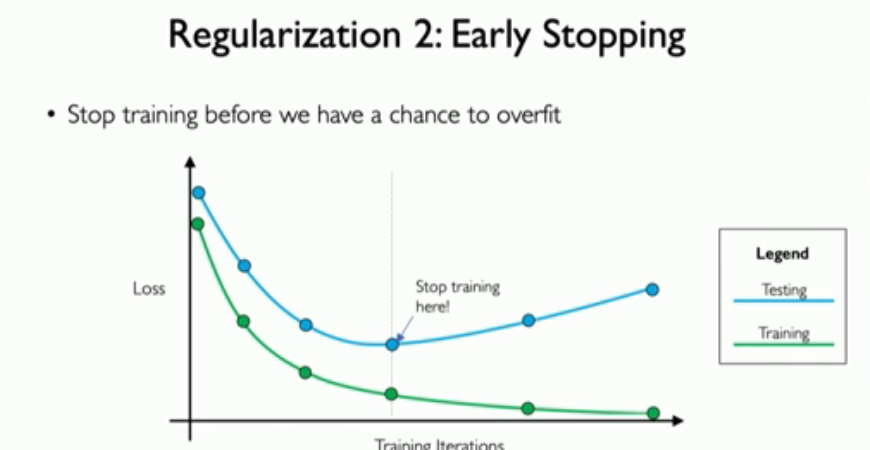 Regularization 2: Early Stopping
• Stop training before we have a chance to overfit
Loss
Stop training
here!
Legend
Testing
Training
Training Iterations